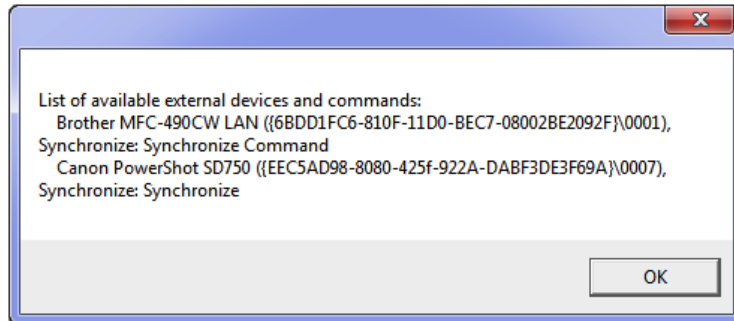 List of available external devices and commands:
Brother MFC-490CW LAN ({6BDD1FC6-810F-11D0-BEC7-08002BE2092F}\0001),
Synchronize: Synchronize Command
Canon PowerShot SD750 ({EEC5AD98-8080-425f-922A-DABF3DE3F69A}\0007),
Synchronize: Synchronize
OK